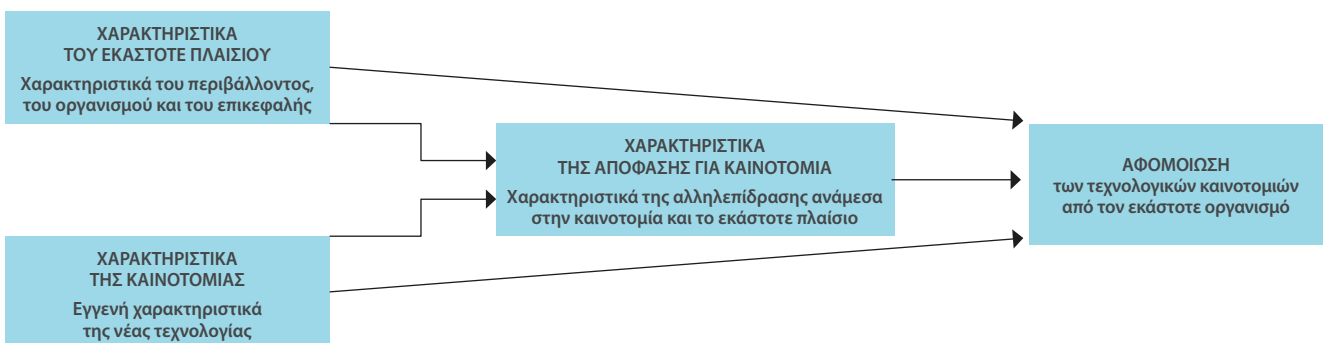 ΧΑΡΑΚΤΗΡΙΣΤΙΚΑ
ΤΟΥ ΕΚΑΣΤΟΤΕ ΠΛΑΙΣΙΟΥ
Χαρακτηριστικά του περιβάλλοντος,
του οργανισμού και του επικεφαλής
ΧΑΡΑΚΤΗΡΙΣΤΙΚΑ
ΤΗΣ ΚΑΙΝΟΤΟΜΙΑΣ
Εγγενή χαρακτηριστικά
της νέας τεχνολογίας
ΧΑΡΑΚΤΗΡΙΣΤΙΚΑ
ΤΗΣ ΑΠΟΦΑΣΗΣ ΓΙΑ ΚΑΙΝΟΤΟΜΙΑ
Χαρακτηριστικά της αλληλεπίδρασης ανάμεσα
στην καινοτομία και το εκάστοτε πλαίσιο
ΑΦΟΜΟΙΩΣΗ
των τεχνολογικών καινοτομιών
από τον εκάστοτε οργανισμό